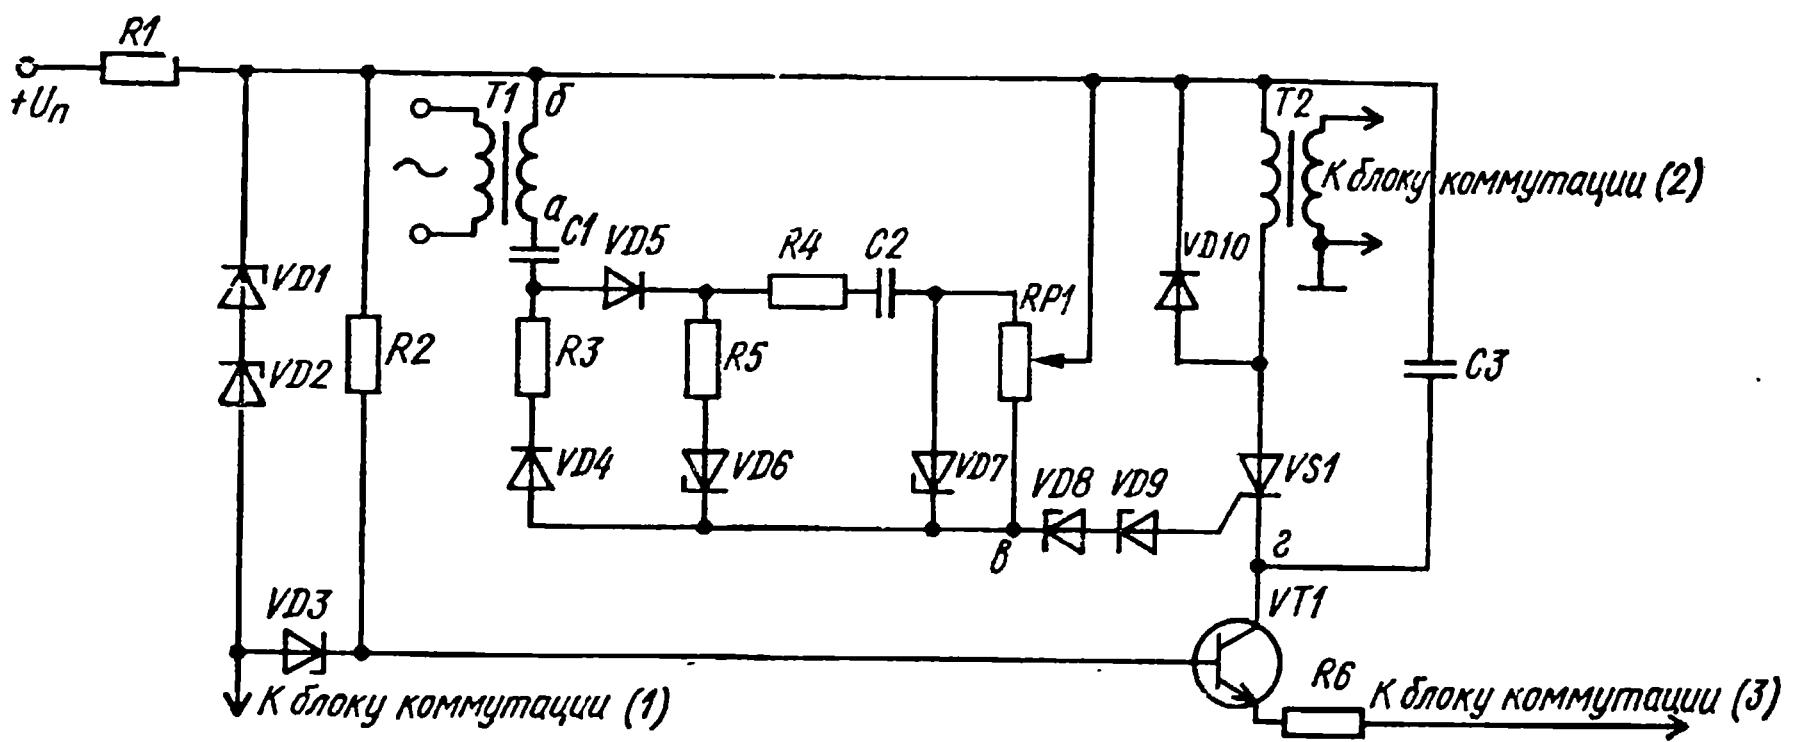 R1
+Uп
T1
б
T2
К блоку коммутации (2)
а
C1
VD5
R4
C2
VD10
VD1
RP1
R2
R3
R5
C3
VD2
VD4
VD6
VD7
VD8
VD9
VS1
в
г
VD3
VT1
R6
К блоку коммутации (1)
К блоку коммутации (3)